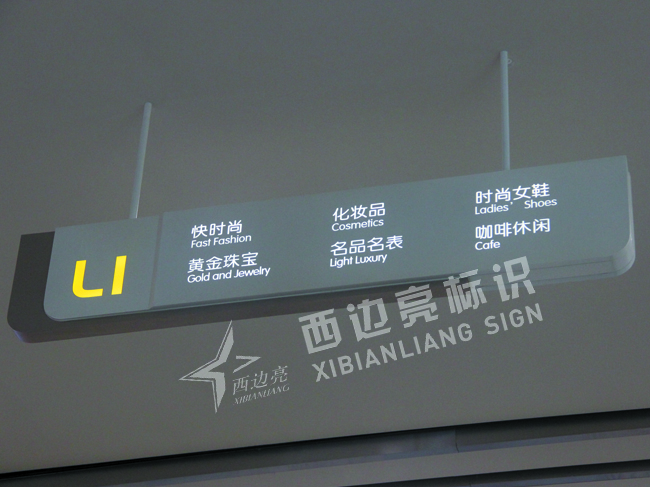 L1
快时尚
Fast Fashion
化妆品
Cosmetics
时尚女鞋
Ladies' Shoes
黄金珠宝
Gold and Jewelry
名品名表
Light Luxury
咖啡休闲
Cafe
西边亮标识
XIBIANLIANG SIGN
西边亮
XIBIANLIANG